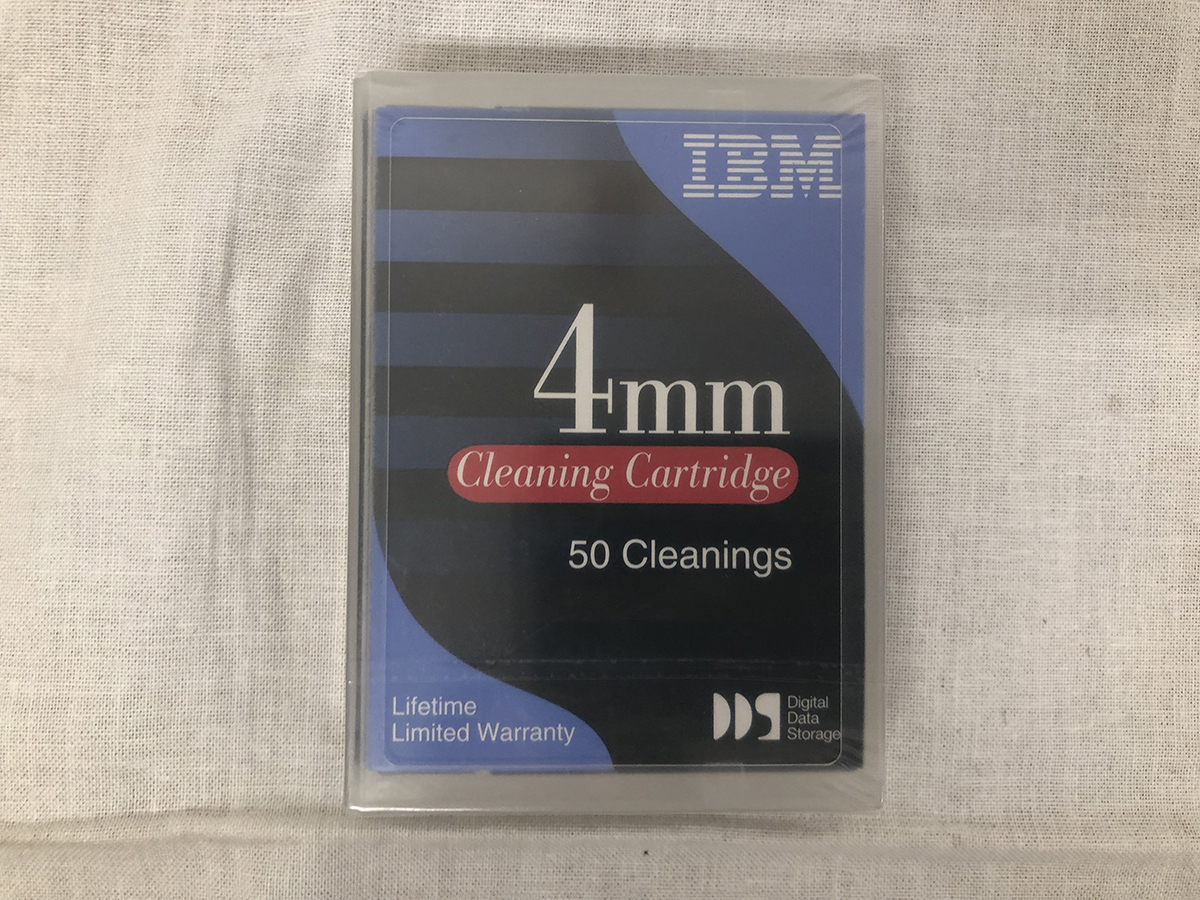 IBM
4mm
Cleaning Cartridge
50 Cleanings
Lifetime
Limited Warranty
DDS
Digital
Data
Storage